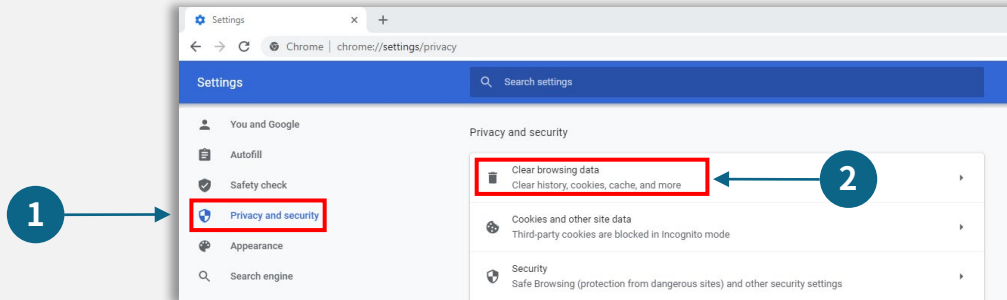 Settings
Chrome | chrome://settings/privacy
Settings
Search settings
You and Google
Autofill
Safety check
Privacy and security
Appearance
Search engine
Privacy and security
Clear browsing data
Clear history, cookies, cache, and more
Cookies and other site data
Third-party cookies are blocked in Incognito mode
Security
Safe Browsing (protection from dangerous sites) and other security settings
1
2